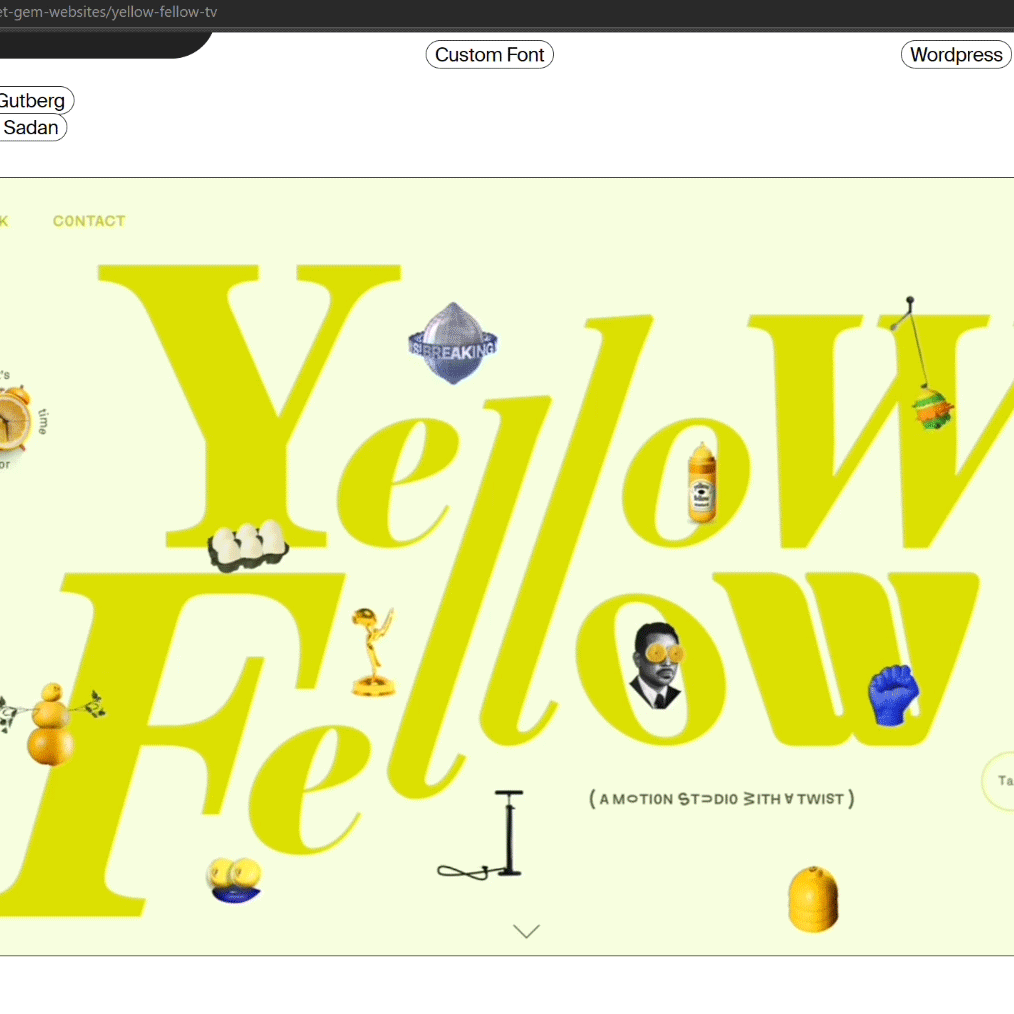 et-gem-websites/yellow-fellow-tv
Custom Font
Wordpress
Gutberg
Sadan
K
CONTACT
Yellow
BREAKING
's
time
or
Fellow
( A MOTION STUDIO WITH A TWIST )
Ta